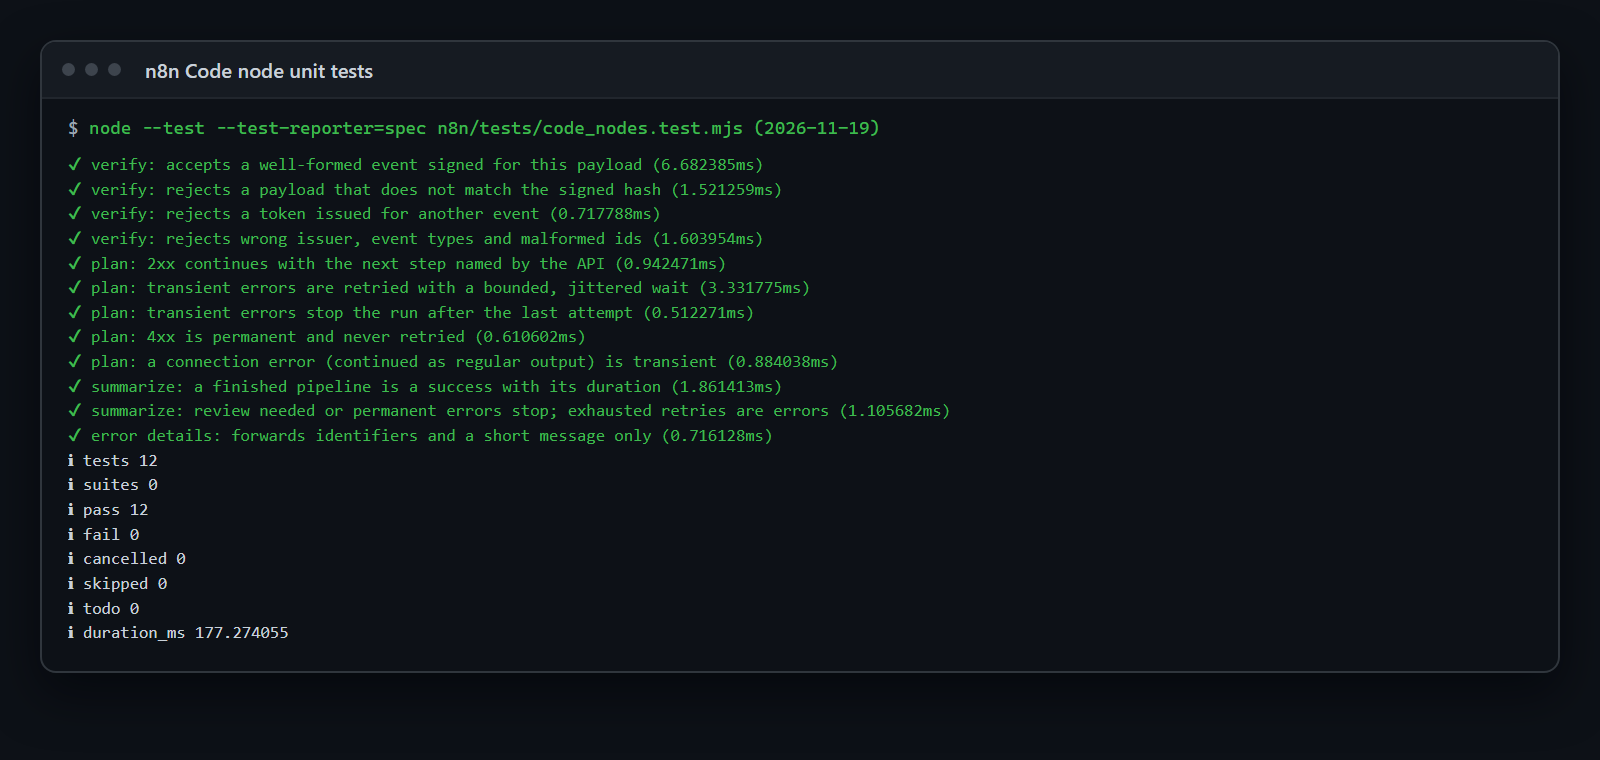 n8n Code node unit tests
$ node --test --test-reporter=spec n8n/tests/code_nodes.test.mjs (2026-11-19)
✓ verify: accepts a well-formed event signed for this payload (6.682385ms)
✓ verify: rejects a payload that does not match the signed hash (1.521259ms)
✓ verify: rejects a token issued for another event (0.717788ms)
✓ verify: rejects wrong issuer, event types and malformed ids (1.603954ms)
✓ plan: 2xx continues with the next step named by the API (0.942471ms)
✓ plan: transient errors are retried with a bounded, jittered wait (3.331775ms)
✓ plan: transient errors stop the run after the last attempt (0.512271ms)
✓ plan: 4xx is permanent and never retried (0.610602ms)
✓ plan: a connection error (continued as regular output) is transient (0.884038ms)
✓ summarize: a finished pipeline is a success with its duration (1.861413ms)
✓ summarize: review needed or permanent errors stop; exhausted retries are errors (1.105682ms)
✓ error details: forwards identifiers and a short message only (0.716128ms)
ℹ tests 12
ℹ suites 0
ℹ pass 12
ℹ fail 0
ℹ cancelled 0
ℹ skipped 0
ℹ todo 0
ℹ duration_ms 177.274055